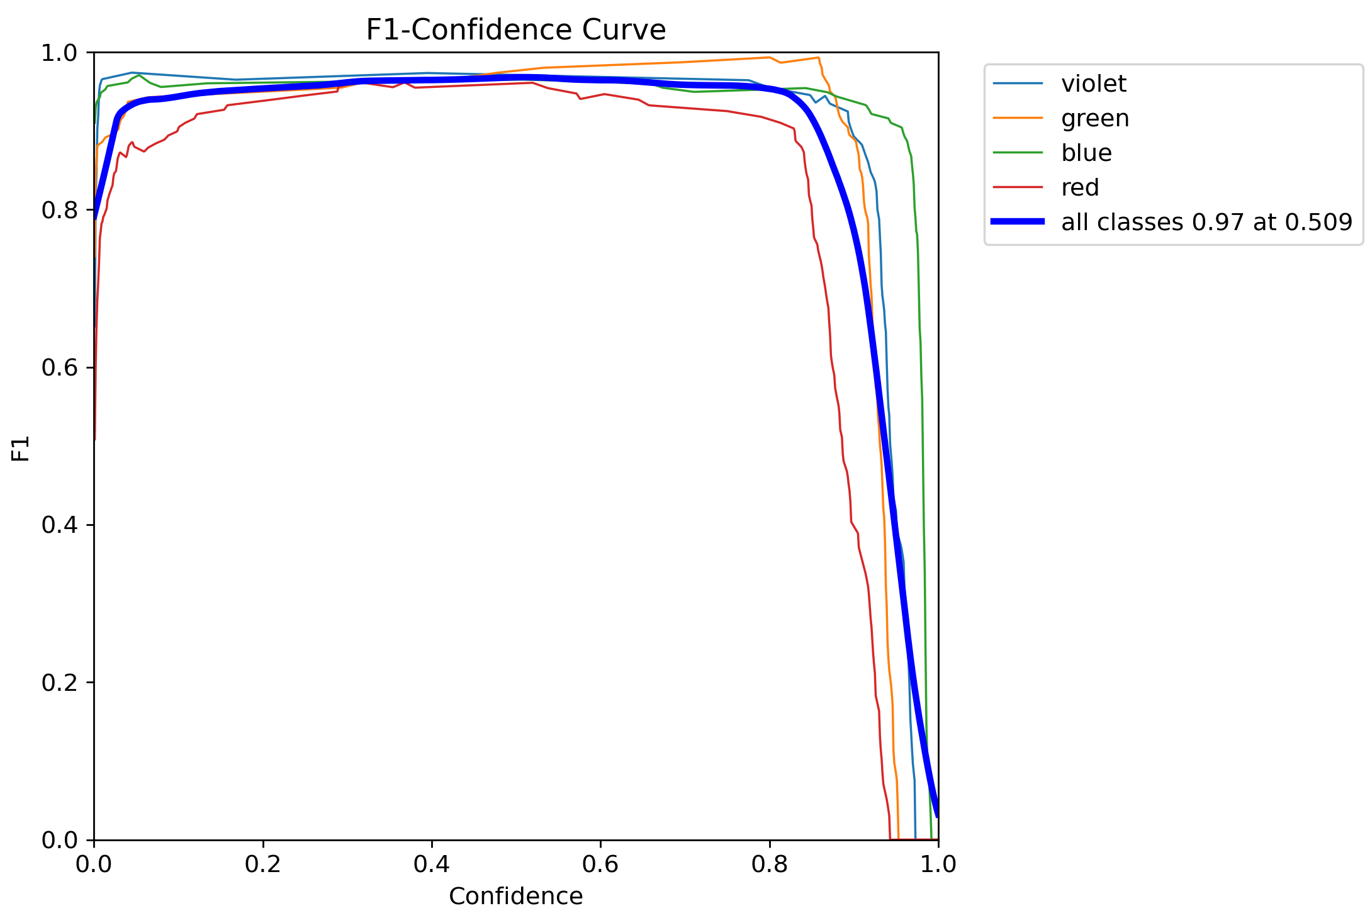 F1-Confidence Curve
violet
green
blue
red
all classes 0.97 at 0.509
1.0
0.8
0.6
0.4
0.2
0.0
F1
0.0 0.2 0.4 0.6 0.8 1.0
Confidence